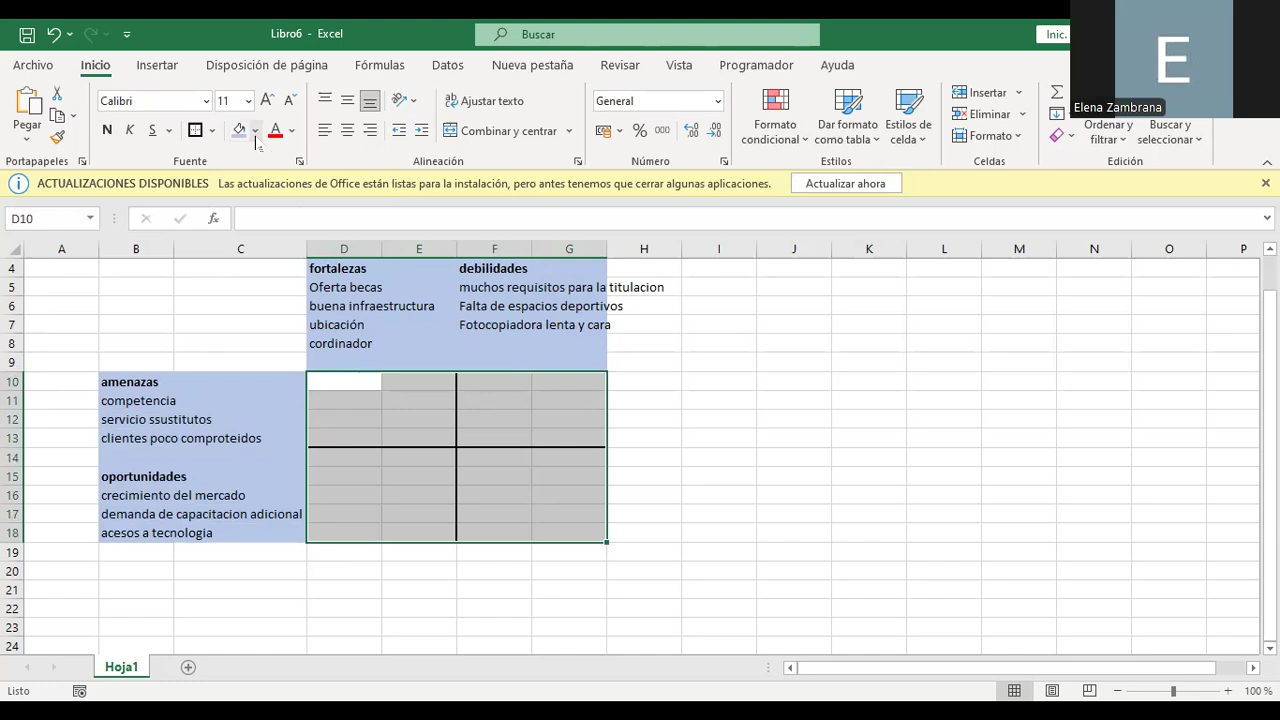 Libro6 - Excel
Buscar
Inic.
E
Elena Zambrana
Archivo Inicio Insertar Disposición de página Fórmulas Datos Nueva pestaña Revisar Vista Programador Ayuda
Pegar
Portapapeles
Calibri 11
N K S
A
Fuente
Ajustar texto
Combinar y centrar
Alineación
General
% 000
Número
Formato condicional
Dar formato como tabla
Estilos de celda
Estilos
Insertar
Eliminar
Formato
Celdas
Ordenar y filtrar
Buscar y seleccionar
Edición
ACTUALIZACIONES DISPONIBLES Las actualizaciones de Office están listas para la instalación, pero antes tenemos que cerrar algunas aplicaciones. Actualizar ahora
D10 fx
A B C D E F G H I J K L M N O P
4 fortalezas debilidades
5 Oferta becas muchos requisitos para la titulacion
6 buena infraestructura Falta de espacios deportivos
7 ubicación Fotocopiadora lenta y cara
8 cordinador
9
10 amenazas
11 competencia
12 servicio ssustitutos
13 clientes poco comproteidos
14
15 oportunidades
16 crecimiento del mercado
17 demanda de capacitacion adicional
18 acesos a tecnologia
19
20
21
22
23
24
Hoja1
Listo
100 %